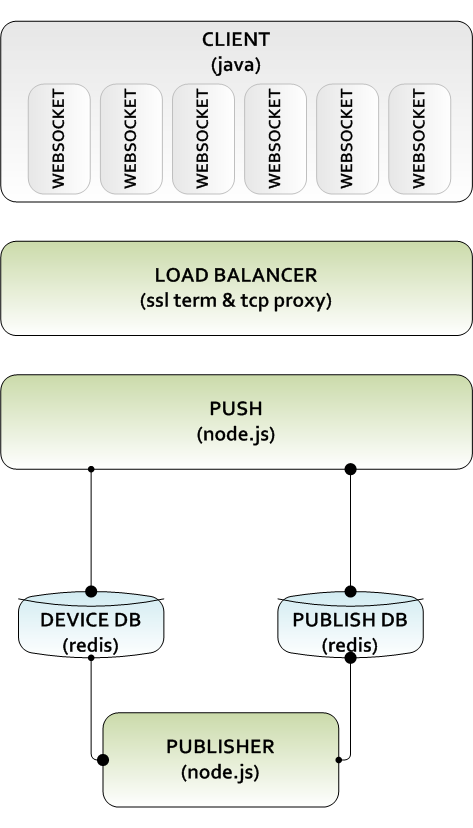 CLIENT
(java)
WEBSOCKET
WEBSOCKET
WEBSOCKET
WEBSOCKET
WEBSOCKET
WEBSOCKET
LOAD BALANCER
(ssl term & tcp proxy)
PUSH
(node.js)
DEVICE DB
(redis)
PUBLISH DB
(redis)
PUBLISHER
(node.js)